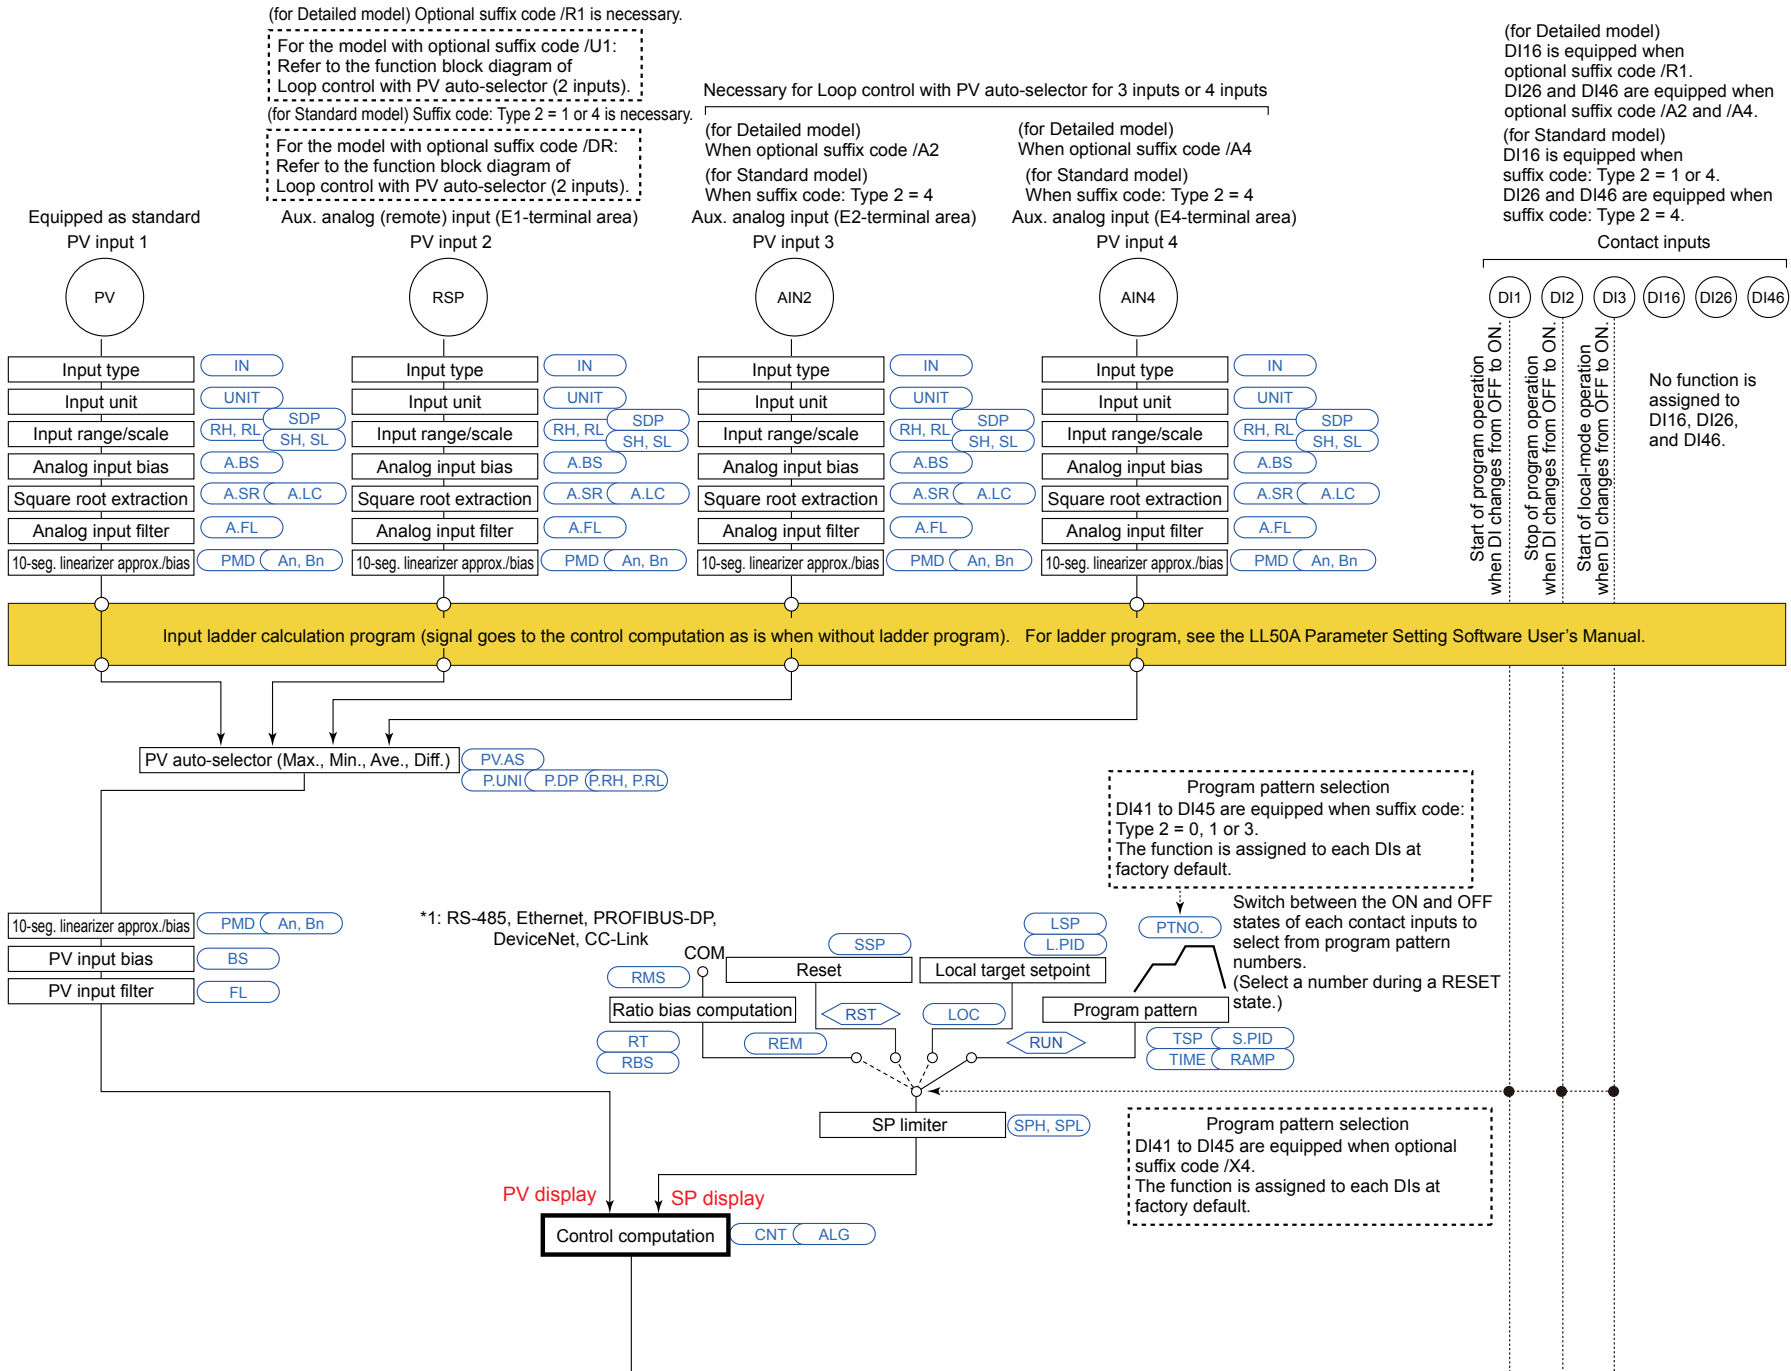 (for Detailed model) Optional suffix code /R1 is necessary.
For the model with optional suffix code /U1:
Refer to the function block diagram of
Loop control with PV auto-selector (2 inputs).
(for Standard model) Suffix code: Type 2 = 1 or 4 is necessary.
For the model with optional suffix code /DR:
Refer to the function block diagram of
Loop control with PV auto-selector (2 inputs).
Necessary for Loop control with PV auto-selector for 3 inputs or 4 inputs
(for Detailed model)
When optional suffix code /A2
(for Standard model)
When suffix code: Type 2 = 4
(for Detailed model)
When optional suffix code /A4
(for Standard model)
When suffix code: Type 2 = 4
(for Detailed model)
DI16 is equipped when
optional suffix code /R1.
DI26 and DI46 are equipped when
optional suffix code /A2 and /A4.
(for Standard model)
DI16 is equipped when
suffix code: Type 2 = 1 or 4.
DI26 and DI46 are equipped when
suffix code: Type 2 = 4.
Equipped as standard
PV input 1
Aux. analog (remote) input (E1-terminal area)
PV input 2
Aux. analog input (E2-terminal area)
PV input 3
Aux. analog input (E4-terminal area)
PV input 4
Contact inputs
PV
RSP
AIN2
AIN4
DI1
DI2
DI3
DI16
DI26
DI46
Input type
IN
Input unit
UNIT
Input range/scale
RH, RL
SDP
SH, SL
Analog input bias
A.BS
Square root extraction
A.SR
A.LC
Analog input filter
A.FL
10-seg. linearizer approx./bias
PMD
An, Bn
Input type
IN
Input unit
UNIT
Input range/scale
RH, RL
SDP
SH, SL
Analog input bias
A.BS
Square root extraction
A.SR
A.LC
Analog input filter
A.FL
10-seg. linearizer approx./bias
PMD
An, Bn
Input type
IN
Input unit
UNIT
Input range/scale
RH, RL
SDP
SH, SL
Analog input bias
A.BS
Square root extraction
A.SR
A.LC
Analog input filter
A.FL
10-seg. linearizer approx./bias
PMD
An, Bn
Input type
IN
Input unit
UNIT
Input range/scale
RH, RL
SDP
SH, SL
Analog input bias
A.BS
Square root extraction
A.SR
A.LC
Analog input filter
A.FL
10-seg. linearizer approx./bias
PMD
An, Bn
Start of program operation
when DI changes from OFF to ON.
Stop of program operation
when DI changes from OFF to ON.
Start of local-mode operation
when DI changes from OFF to ON.
No function is
assigned to
DI16, DI26,
and DI46.
Input ladder calculation program (signal goes to the control computation as is when without ladder program). For ladder program, see the LL50A Parameter Setting Software User's Manual.
PV auto-selector (Max., Min., Ave., Diff.)
PV.AS
P.UNI
P.DP
P.RH, P.RL
Program pattern selection
DI41 to DI45 are equipped when suffix code:
Type 2 = 0, 1 or 3.
The function is assigned to each DIs at
factory default.
10-seg. linearizer approx./bias
PMD
An, Bn
PV input bias
BS
PV input filter
FL
*1: RS-485, Ethernet, PROFIBUS-DP,
DeviceNet, CC-Link
COM
RMS
Ratio bias computation
RT
RBS
REM
SSP
Reset
RST
LSP
L.PID
Local target setpoint
LOC
RUN
PTNO.
Switch between the ON and OFF
states of each contact inputs to
select from program pattern
numbers.
(Select a number during a RESET
state.)
Program pattern
TSP
S.PID
TIME
RAMP
SP limiter
SPH, SPL
Program pattern selection
DI41 to DI45 are equipped when optional
suffix code /X4.
The function is assigned to each DIs at
factory default.
PV display
SP display
Control computation
CNT
ALG